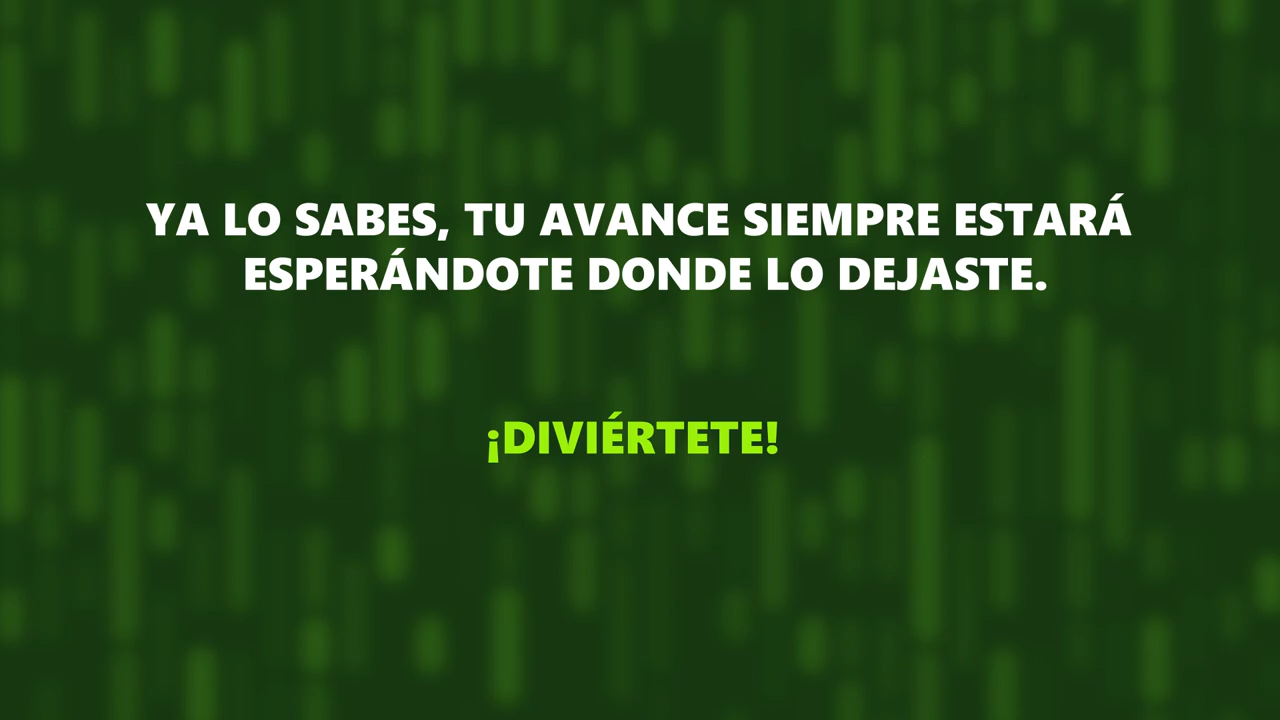 YA LO SABES, TU AVANCE SIEMPRE ESTARÁ
ESPERÁNDOTE DONDE LO DEJASTE.
¡DIVIÉRTETE!